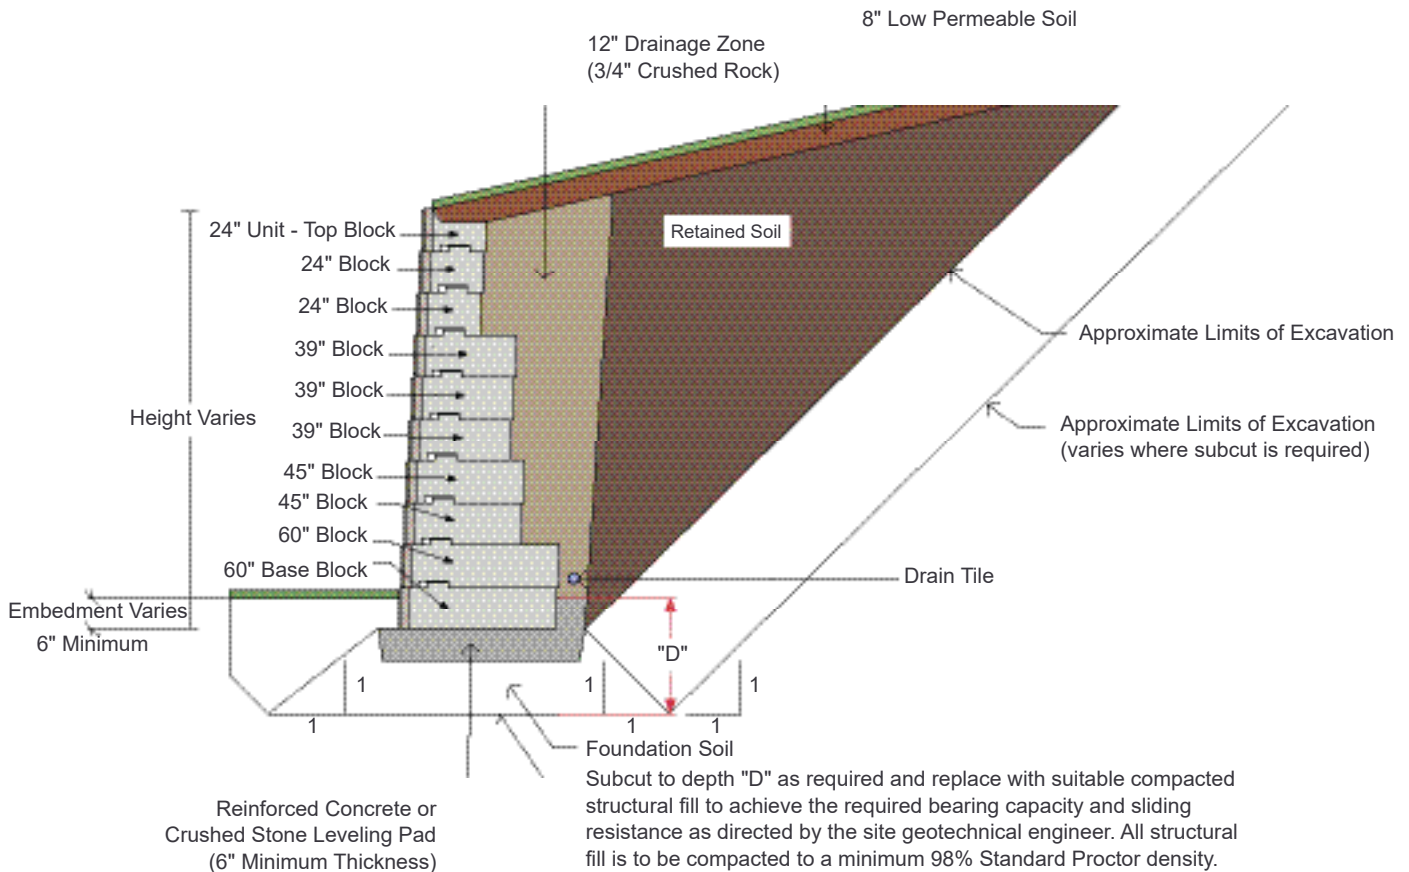 8" Low Permeable Soil
12" Drainage Zone
(3/4" Crushed Rock)
24" Unit - Top Block
Retained Soil
24" Block
24" Block
39" Block
39" Block
39" Block
45" Block
45" Block
60" Block
60" Base Block
Height Varies
Approximate Limits of Excavation
Approximate Limits of Excavation
(varies where subcut is required)
Drain Tile
Embedment Varies
6" Minimum
"D"
1
1
1
1
1
1
Foundation Soil
Subcut to depth "D" as required and replace with suitable compacted
structural fill to achieve the required bearing capacity and sliding
resistance as directed by the site geotechnical engineer. All structural
fill is to be compacted to a minimum 98% Standard Proctor density.
Reinforced Concrete or
Crushed Stone Leveling Pad
(6" Minimum Thickness)